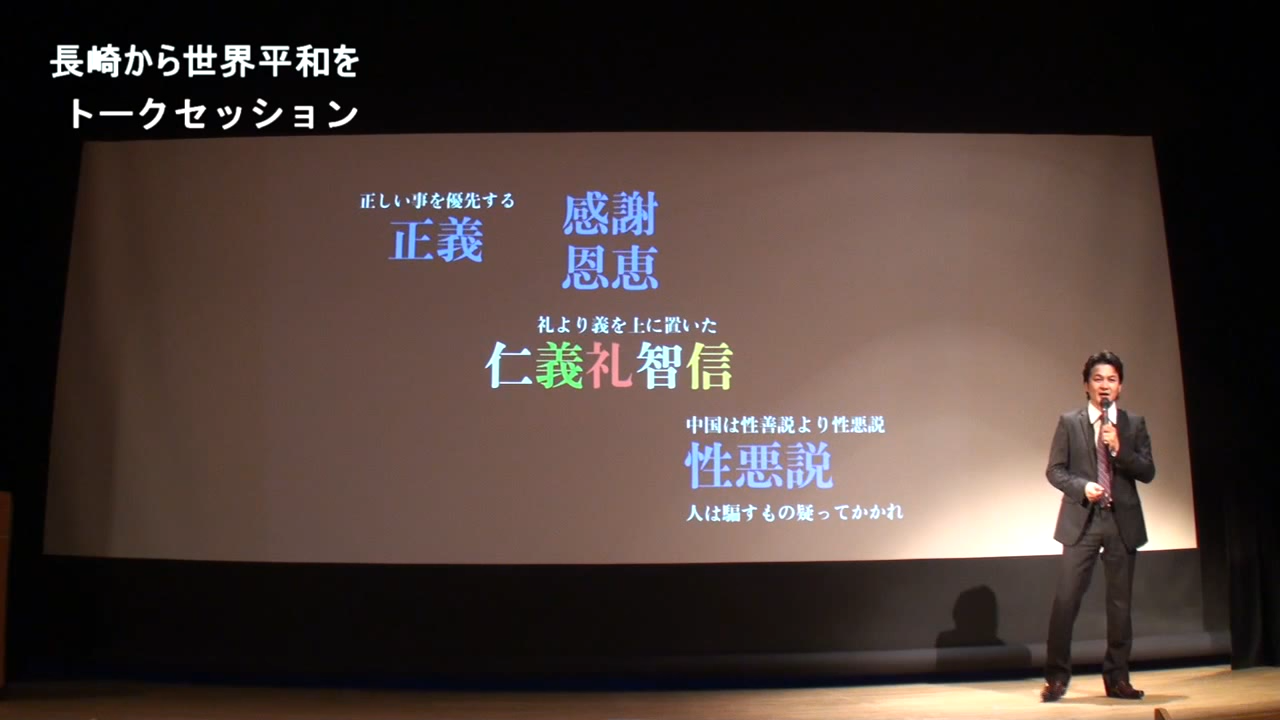 長崎から世界平和を
トークセッション
正しい事を優先する
正義
感謝
恩恵
礼より義を上に置いた
仁義礼智信
中国は性善説より性悪説
性悪説
人は騙すもの疑ってかかれ